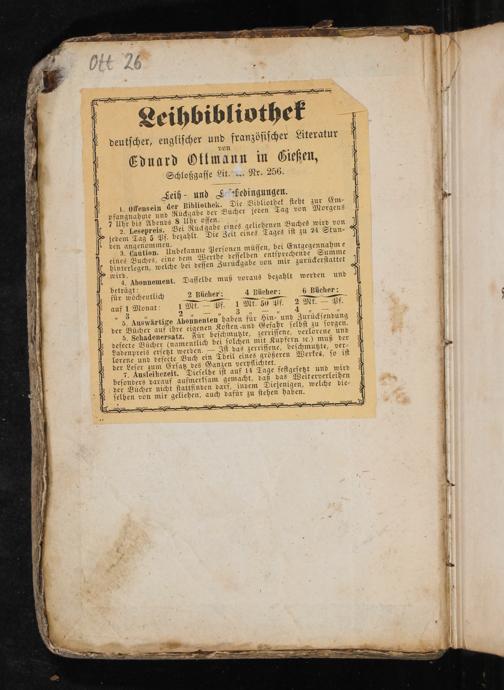 Ott 26
Leihbibliothek
deutscher, englischer und französischer Literatur
von
Eduard Ottmann in Gießen,
Schloßgasse Lit. Nr. 256.
Leih- und bedingungen.
1. Offensein der Bibliothek. Die Bibliothek steht zur Em-
pfangnahme und Rückgabe der Bücher jeden Tag von Morgens
7 Uhr bis Abends 8 Uhr offen.
2. Lesepreis. Bei Rückgabe eines geliehenen Buches wird von
jedem Tag 5 Pf. bezahlt. Die Zeit eines Tages ist zu 24 Stun-
den angenommen.
3. Caution. Unbekannte Personen müssen, bei Entgegennahme
eines Buches, eine dem Werthe desselben entsprechende Summe
hinterlegen, welche bei dessen Zurückgabe von mir zurückerstattet
wird.
4. Abonnement. Dasselbe muß voraus bezahlt werden und
beträgt:
für wöchentlich 2 Bücher: 4 Bücher: 6 Bücher:
auf 1 Monat: 1 Mk. — Pf. 1 Mk. 50 Pf. 2 Mk. — Pf.
" 3 " 2 " — " 3 " — " 4 " — "
5. Auswärtige Abonnenten haben für Hin- und Zurücksendung
der Bücher auf ihre eigenen Kosten und Gefahr selbst zu sorgen.
6. Schadenersatz. Für beschmutzte, zerrissene, verlorene und
defecte Bücher (namentlich bei solchen mit Kupfern ꝛc.) muß der
Ladenpreis ersetzt werden. — Ist das zerrissene, beschmutzte, ver-
lorene und defecte Buch ein Theil eines größeren Werkes, so ist
der Leser zum Ersatz des Ganzen verpflichtet.
7. Ausleihezeit. Dieselbe ist auf 14 Tage festgesetzt und wird
besonders darauf aufmerksam gemacht, daß das Weiterverleihen
der Bücher nicht stattfinden darf, indem Diejenigen, welche die-
selben von mir geliehen, auch dafür zu stehen haben.